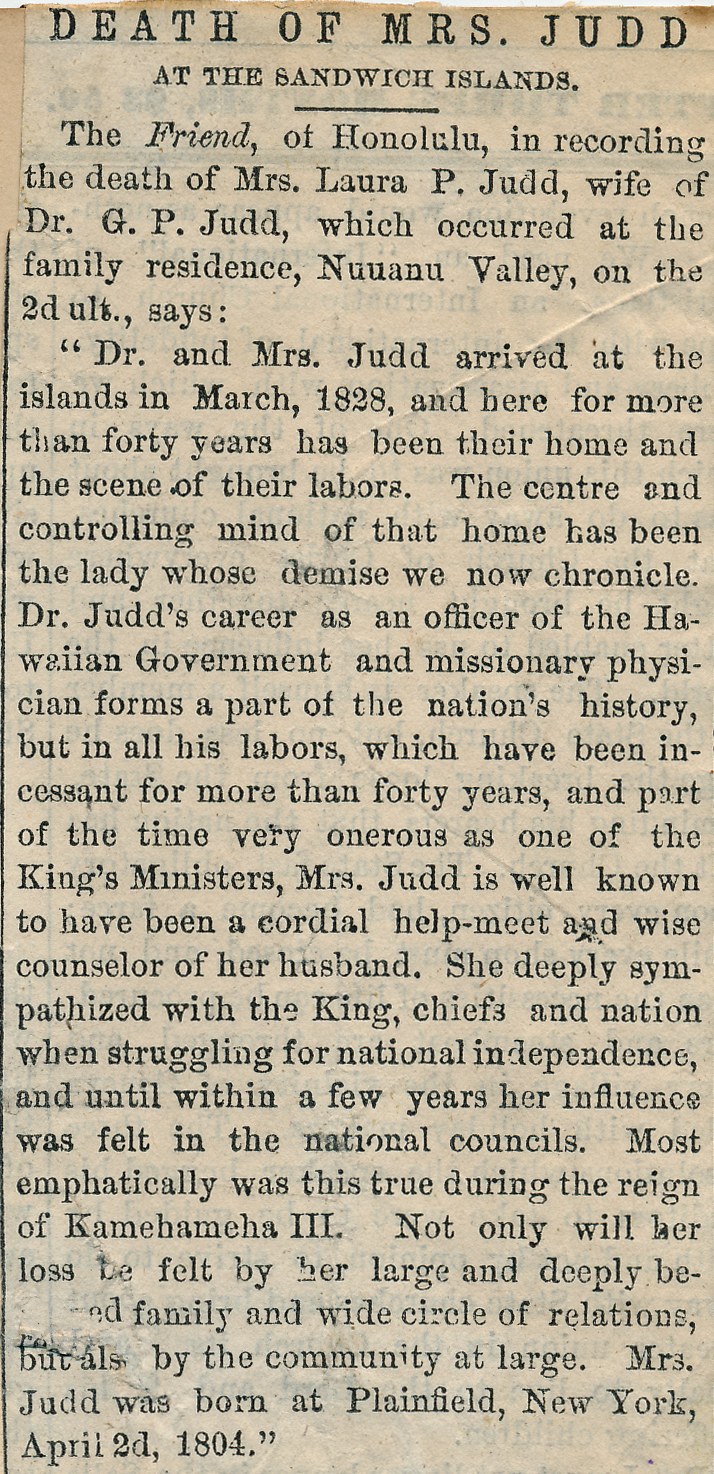 DEATH OF MRS. JUDD
AT THE SANDWICH ISLANDS.
The Friend, of Honolulu, in recording
the death of Mrs. Laura P. Judd, wife of
Dr. G. P. Judd, which occurred at the
family residence, Nuuanu Valley, on the
2d ult., says:
“ Dr. and Mrs. Judd arrived at the
islands in March, 1828, and here for more
than forty years has been their home and
the scene of their labors. The centre and
controlling mind of that home has been
the lady whose demise we now chronicle.
Dr. Judd's career as an officer of the Ha-
waiian Government and missionary physi-
cian forms a part of the nation's history,
but in all his labors, which have been in-
cessant for more than forty years, and part
of the time very onerous as one of the
King's Ministers, Mrs. Judd is well known
to have been a cordial help-meet and wise
counselor of her husband. She deeply sym-
pathized with the King, chiefs and nation
when struggling for national independence,
and until within a few years her influence
was felt in the national councils. Most
emphatically was this true during the reign
of Kamehameha III. Not only will her
loss be felt by her large and deeply be-
ed family and wide circle of relations,
but als by the community at large. Mrs.
Judd was born at Plainfield, New York,
April 2d, 1804.”